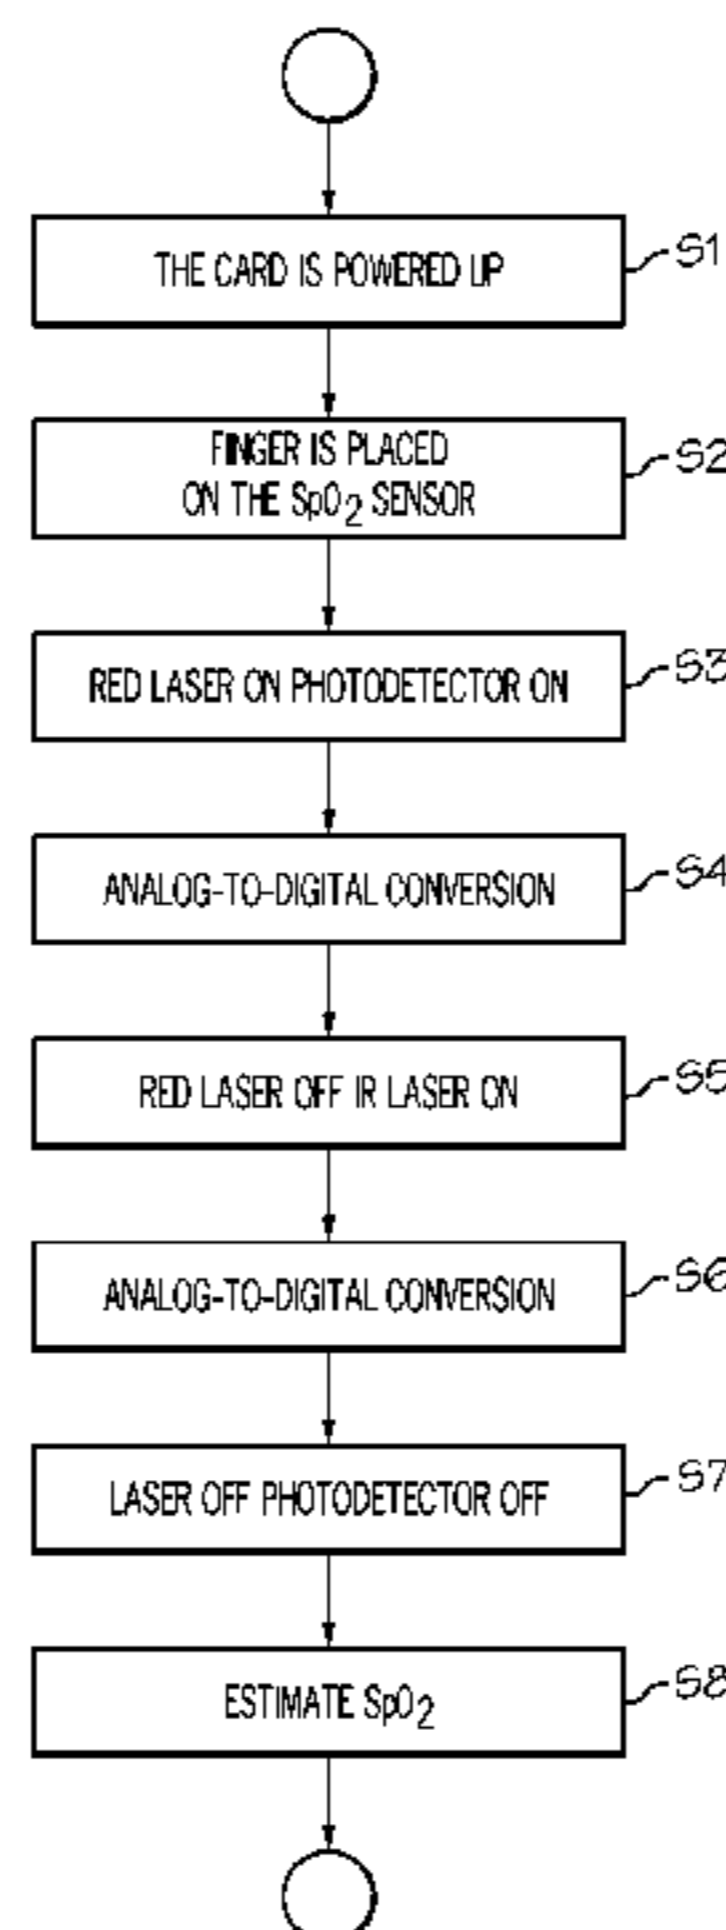 THE CARD IS POWERED UP
S1
FINGER IS PLACED
ON THE SpO2 SENSOR
S2
RED LASER ON PHOTODETECTOR ON
S3
ANALOG-TO-DIGITAL CONVERSION
S4
RED LASER OFF IR LASER ON
S5
ANALOG-TO-DIGITAL CONVERSION
S6
LASER OFF PHOTODETECTOR OFF
S7
ESTIMATE SpO2
S8